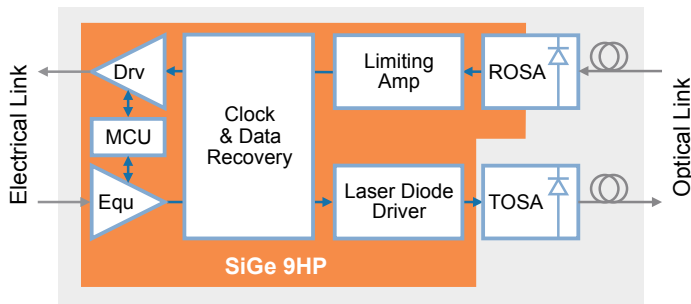 Electrical Link
Drv
MCU
Equ
Clock
& Data
Recovery
Limiting
Amp
ROSA
Laser Diode
Driver
TOSA
Optical Link
SiGe 9HP